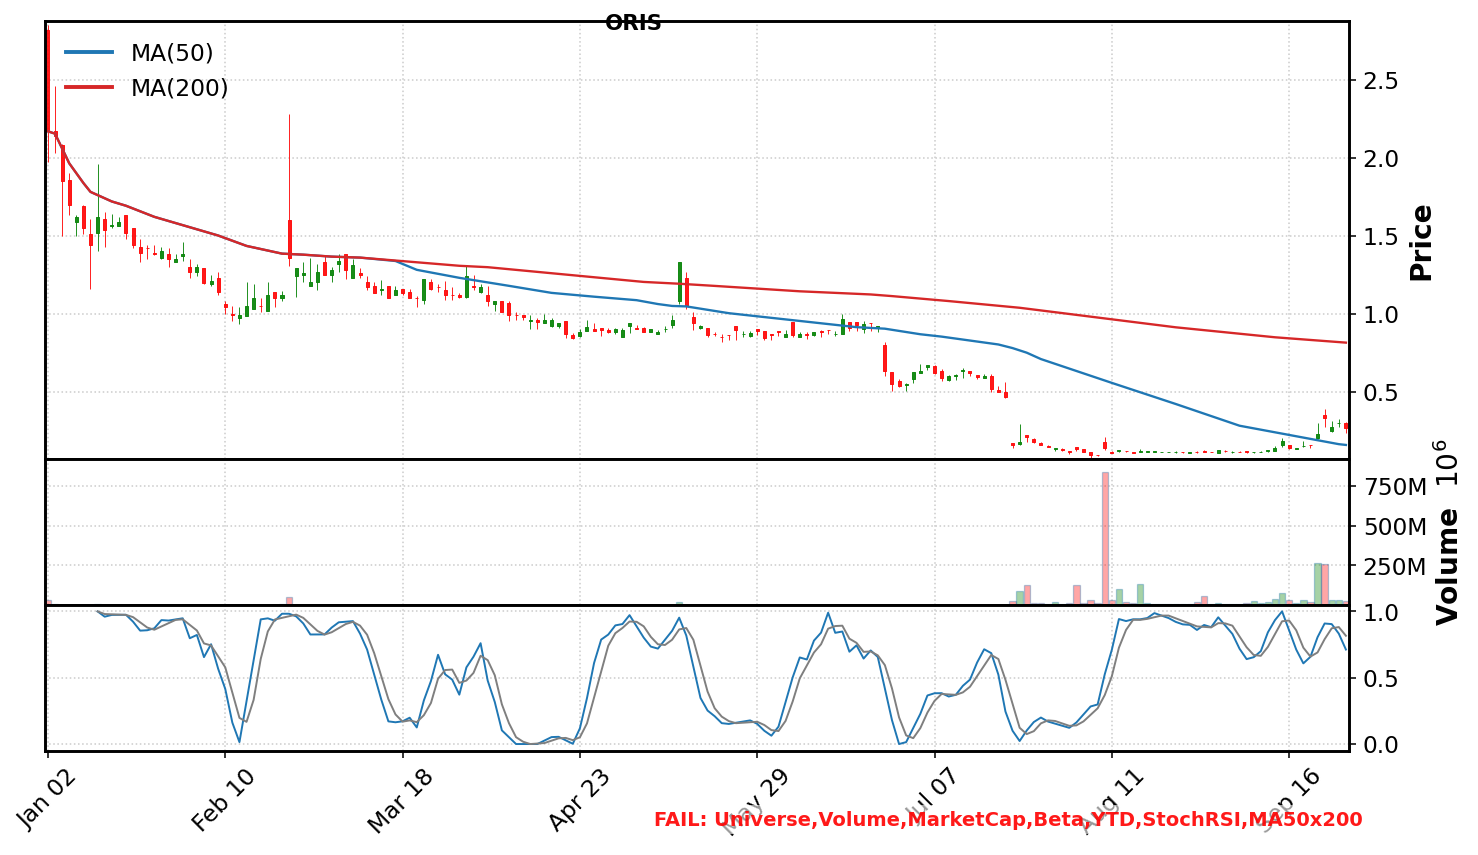 ORIS
MA(50)
MA(200)
2.5
2.0
1.5
1.0
0.5
Price
10⁶
750M
500M
250M
Volume
1.0
0.5
0.0
Jan 02
Feb 10
Mar 18
Apr 23
May 29
Jul 07
Aug 11
Sep 16
FAIL: Universe,Volume,MarketCap,Beta,YTD,StochRSI,MA50x200